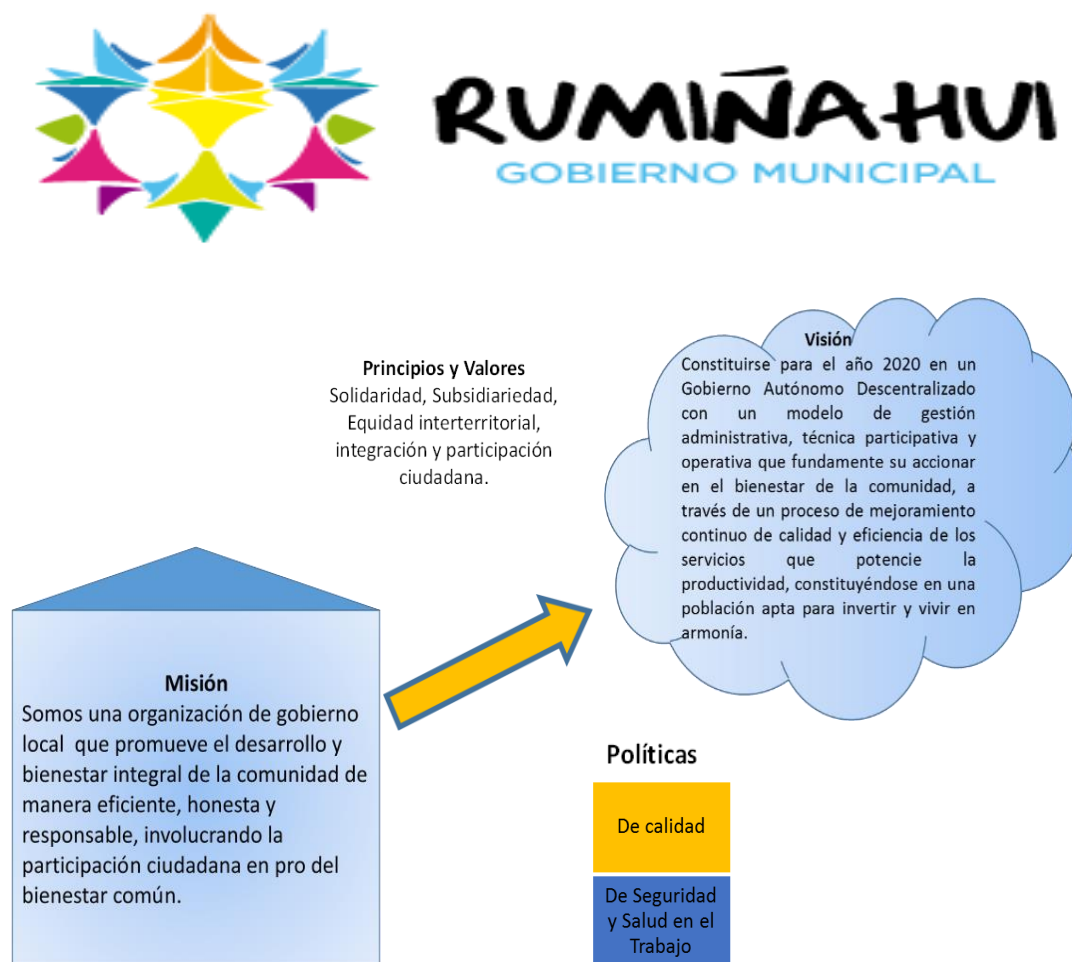 RUMIÑAHUI
GOBIERNO MUNICIPAL
Principios y Valores
Solidaridad, Subsidiariedad,
Equidad interterritorial,
integración y participación
ciudadana.
Visión
Constituirse para el año 2020 en un
Gobierno Autónomo Descentralizado
con un modelo de gestión
administrativa, técnica participativa y
operativa que fundamente su accionar
en el bienestar de la comunidad, a
través de un proceso de mejoramiento
continuo de calidad y eficiencia de los
servicios que potencie la
productividad, constituyéndose en una
población apta para invertir y vivir en
armonía.
Misión
Somos una organización de gobierno
local que promueve el desarrollo y
bienestar integral de la comunidad de
manera eficiente, honesta y
responsable, involucrando la
participación ciudadana en pro del
bienestar común.
Políticas
De calidad
De Seguridad
y Salud en el
Trabajo